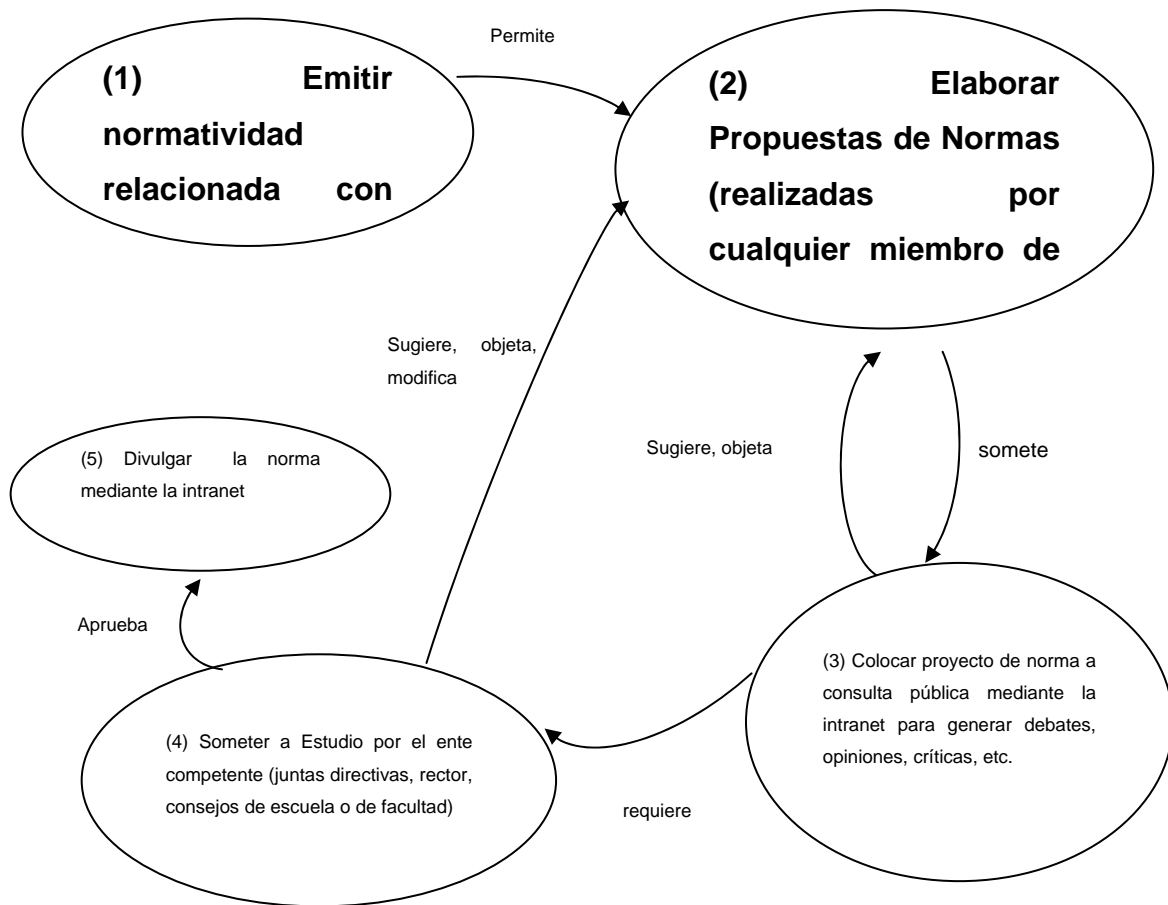 Permite
(1) Emitir
normatividad
relacionada con
(2) Elaborar
Propuestas de Normas
(realizadas por
cualquier miembro de
Sugiere, objeta,
modifica
Sugiere, objeta
somete
(5) Divulgar la norma
mediante la intranet
Aprueba
(3) Colocar proyecto de norma a
consulta pública mediante la
intranet para generar debates,
opiniones, críticas, etc.
(4) Someter a Estudio por el ente
competente (juntas directivas, rector,
consejos de escuela o de facultad)
requiere